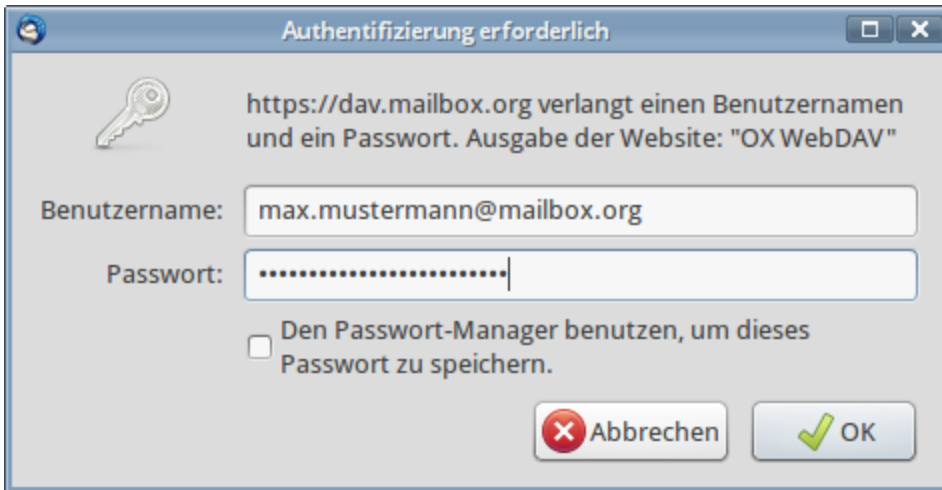 Authentifizierung erforderlich
https://dav.mailbox.org verlangt einen Benutzernamen
und ein Passwort. Ausgabe der Website: "OX WebDAV"
Benutzername: max.mustermann@mailbox.org
Passwort: •••••••••••••••••••••••••
Den Passwort-Manager benutzen, um dieses
Passwort zu speichern.
Abbrechen OK